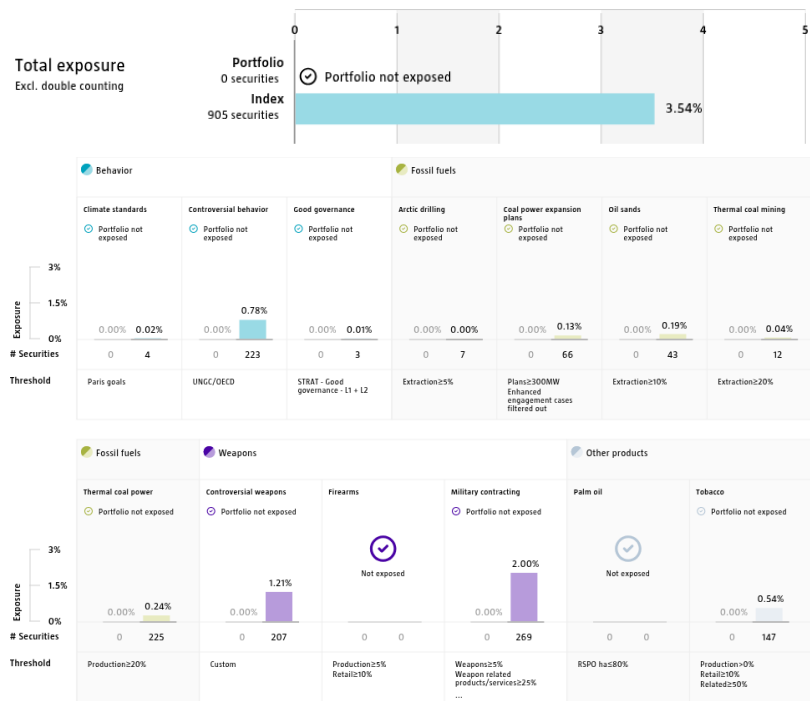 0 1 2 3 4 5
Total exposure
Excl. double counting
Portfolio
0 securities
Portfolio not exposed
Index
905 securities
3.54%
Behavior
Fossil fuels
Climate standards
Portfolio not
exposed
Controversial behavior
Portfolio not
exposed
Good governance
Portfolio not
exposed
Arctic drilling
Portfolio not
exposed
Coal power expansion
plans
Portfolio not
exposed
Oil sands
Portfolio not
exposed
Thermal coal mining
Portfolio not
exposed
Exposure
3%
1.5%
0%
0.00% 0.02%
0.00% 0.78%
0.00% 0.01%
0.00% 0.00%
0.00% 0.13%
0.00% 0.19%
0.00% 0.04%
# Securities
0 4
0 223
0 3
0 7
0 66
0 43
0 12
Threshold
Paris goals
UNGC/OECD
STRAT - Good
governance - L1 + L2
Extraction≥5%
Plans≥300MW
Enhanced
engagement cases
filtered out
Extraction≥10%
Extraction≥20%
Fossil fuels
Weapons
Other products
Thermal coal power
Portfolio not exposed
Controversial weapons
Portfolio not exposed
Firearms
Not exposed
Military contracting
Portfolio not exposed
Palm oil
Not exposed
Tobacco
Portfolio not exposed
Exposure
3%
1.5%
0%
0.00% 0.24%
0.00% 1.21%
0.00% 2.00%
0.00% 0.54%
# Securities
0 225
0 207
0 0
0 269
0 0
0 147
Threshold
Production≥20%
Custom
Production≥5%
Retail≥10%
Weapons≥5%
Weapon related
products/services≥25%
...
RSPO ha≤80%
Production>0%
Retail≥10%
Related≥50%